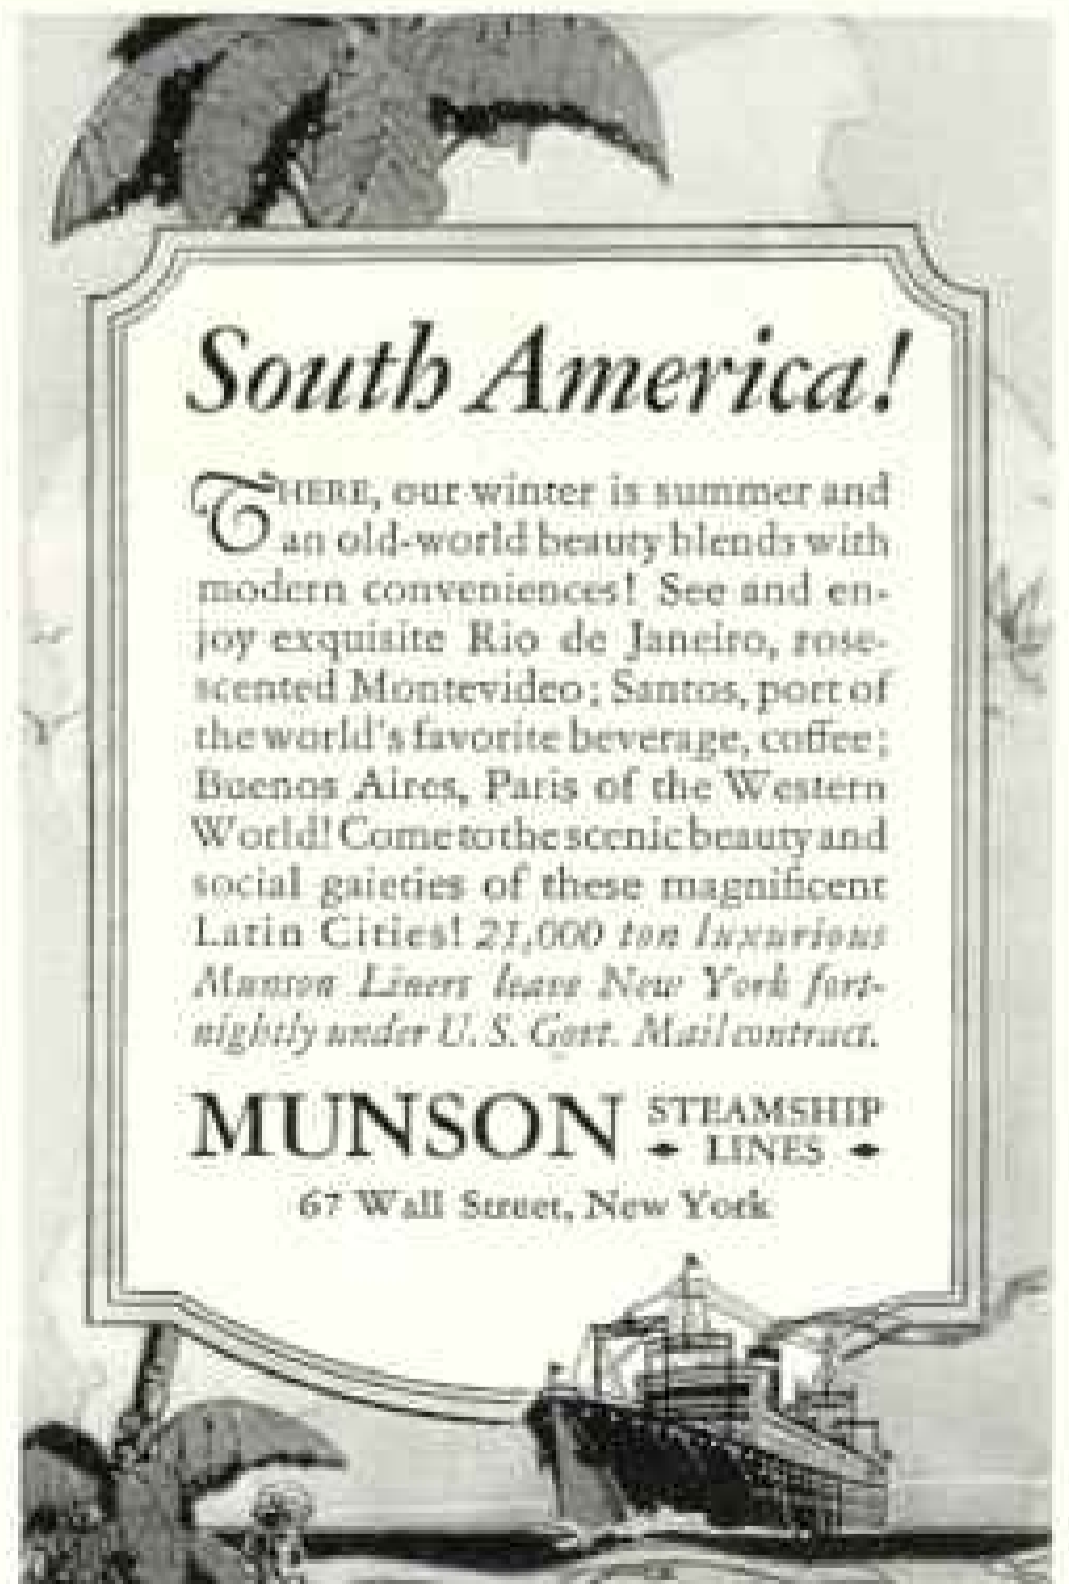 South America!
THERE, our winter is summer and
an old-world beauty blends with
modern conveniences! See and en-
joy exquisite Rio de Janeiro, rose-
scented Montevideo; Santos, port of
the world's favorite beverage, coffee;
Buenos Aires, Paris of the Western
World! Come to the scenic beauty and
social gaieties of these magnificent
Latin Cities! 21,000 ton luxurious
Munson Liners leave New York fort-
nightly under U. S. Govt. Mail contract.
MUNSON STEAMSHIP
LINES
67 Wall Street, New York